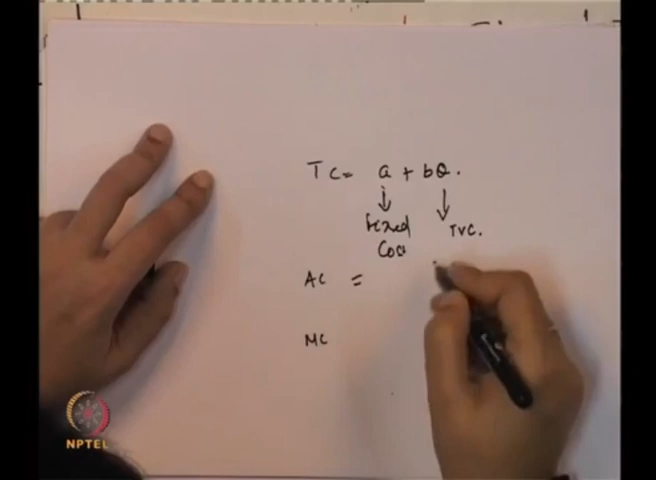 TC= a + bQ.
fixed TVC.
Cost
AC =
MC
NPTEL